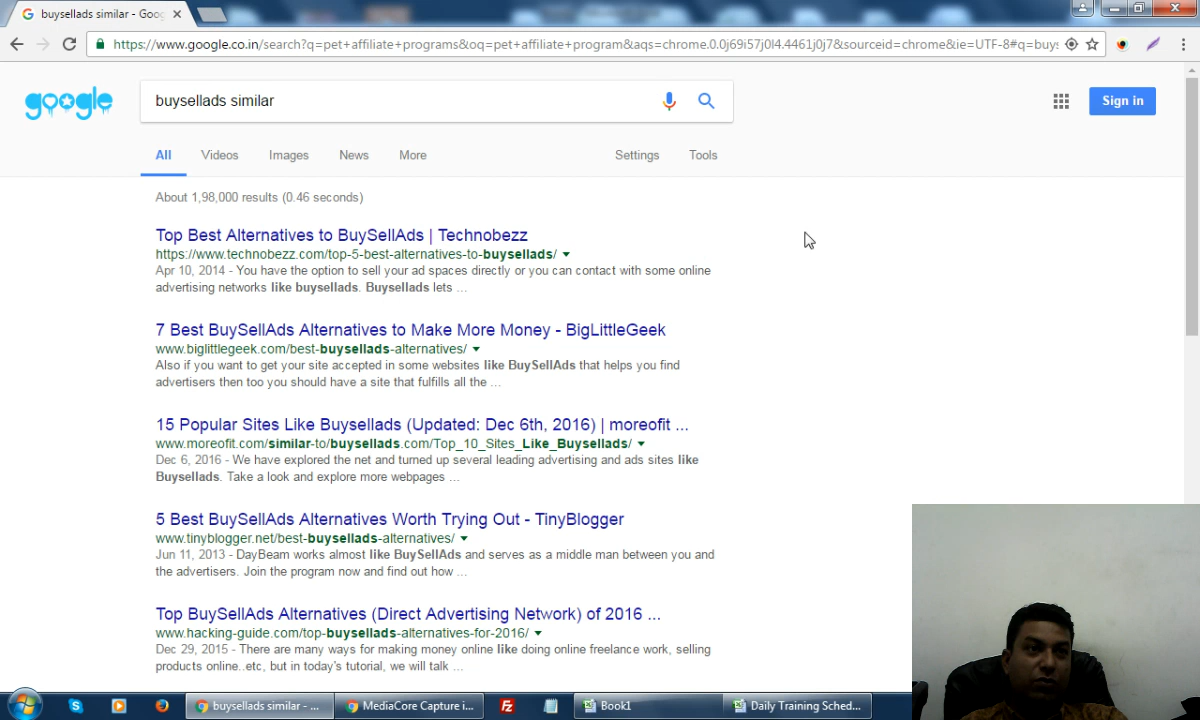 buysellads similar - Goog
https://www.google.co.in/search?q=pet+affiliate+programs&oq=pet+affiliate+program&aqs=chrome.0.0j69i57j0l4.4461j0j7&sourceid=chrome&ie=UTF-8#q=buys
google
buysellads similar
Sign in
All Videos Images News More Settings Tools
About 1,98,000 results (0.46 seconds)
Top Best Alternatives to BuySellAds | Technobezz
https://www.technobezz.com/top-5-best-alternatives-to-buysellads/
Apr 10, 2014 - You have the option to sell your ad spaces directly or you can contact with some online
advertising networks like buysellads. Buysellads lets ...
7 Best BuySellAds Alternatives to Make More Money - BigLittleGeek
www.biglittlegeek.com/best-buysellads-alternatives/
Also if you want to get your site accepted in some websites like BuySellAds that helps you find
advertisers then too you should have a site that fulfills all the ...
15 Popular Sites Like Buysellads (Updated: Dec 6th, 2016) | moreofit ...
www.moreofit.com/similar-to/buysellads.com/Top_10_Sites_Like_Buysellads/
Dec 6, 2016 - We have explored the net and turned up several leading advertising and ads sites like
Buysellads. Take a look and explore more webpages ...
5 Best BuySellAds Alternatives Worth Trying Out - TinyBlogger
www.tinyblogger.net/best-buysellads-alternatives/
Jun 11, 2013 - DayBeam works almost like BuySellAds and serves as a middle man between you and
the advertisers. Join the program now and find out how ...
Top BuySellAds Alternatives (Direct Advertising Network) of 2016 ...
www.hacking-guide.com/top-buysellads-alternatives-for-2016/
Dec 29, 2015 - There are many ways for making money online like doing online freelance work, selling
products online..etc, but in today's tutorial, we will talk ...
buysellads similar - ... MediaCore Capture i... Book1 Daily Training Sched...